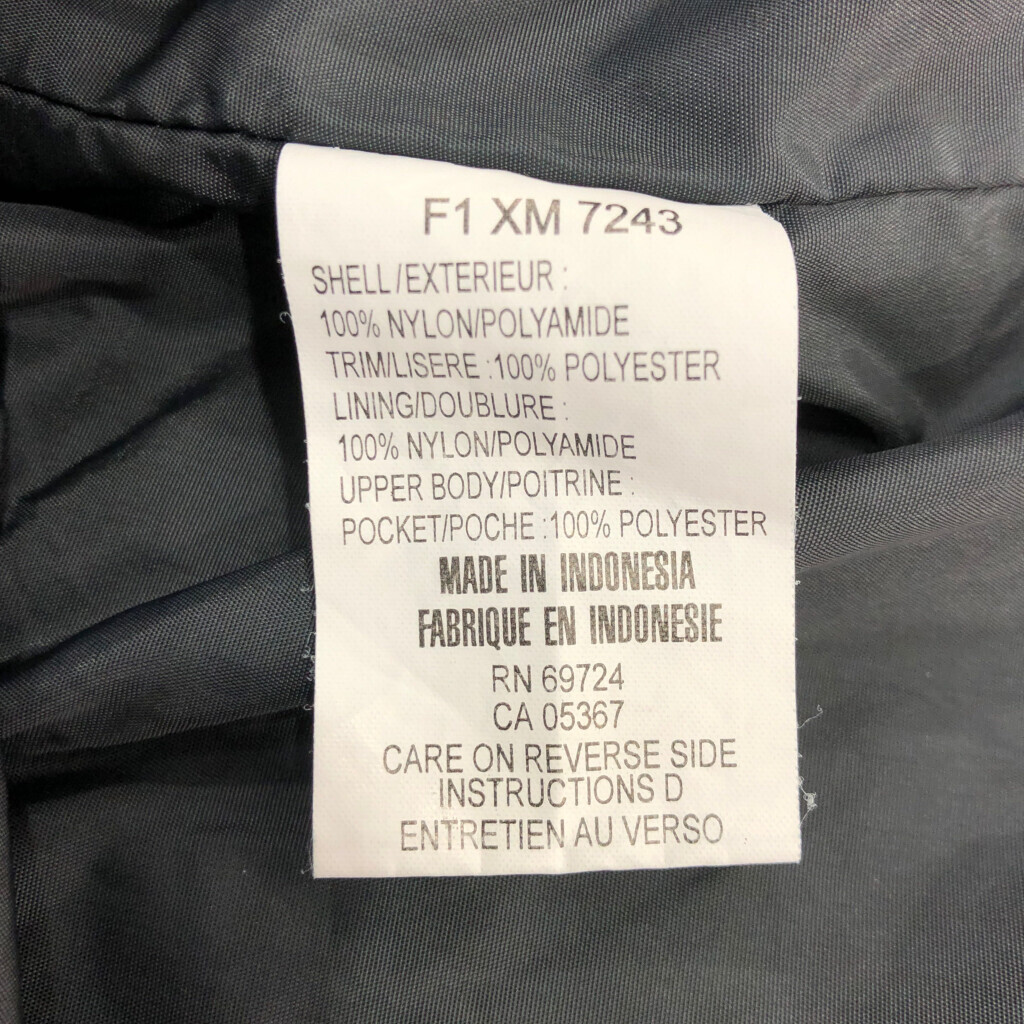 F1 XM 7243
SHELL/EXTERIEUR :
100% NYLON/POLYAMIDE
TRIM/LISERE :100% POLYESTER
LINING/DOUBLURE :
100% NYLON/POLYAMIDE
UPPER BODY/POITRINE :
POCKET/POCHE :100% POLYESTER
MADE IN INDONESIA
FABRIQUE EN INDONESIE
RN 69724
CA 05367
CARE ON REVERSE SIDE
INSTRUCTIONS D
ENTRETIEN AU VERSO